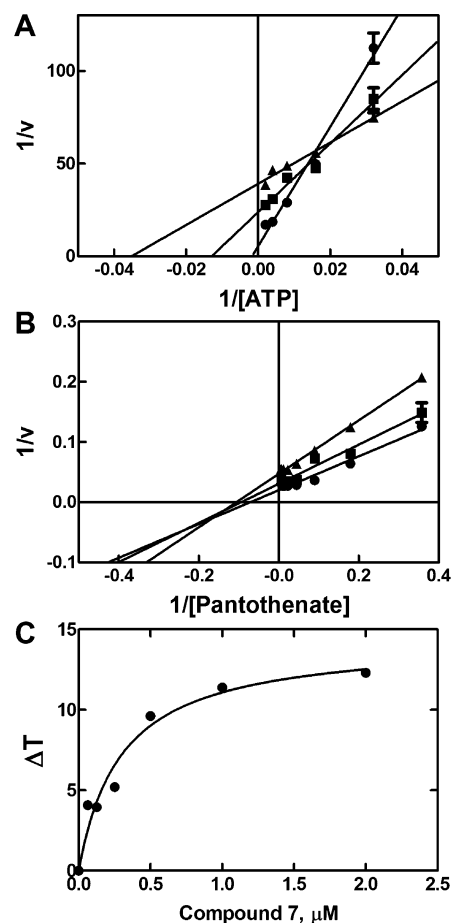 A
100
50
0
1/v
-0.04 -0.02 0.00 0.02 0.04
1/[ATP]
B
0.3
0.2
0.1
0.0
-0.1
1/v
-0.4 -0.2 -0.0 0.2 0.4
1/[Pantothenate]
C
15
10
5
0
ΔT
0.0 0.5 1.0 1.5 2.0 2.5
Compound 7, μM